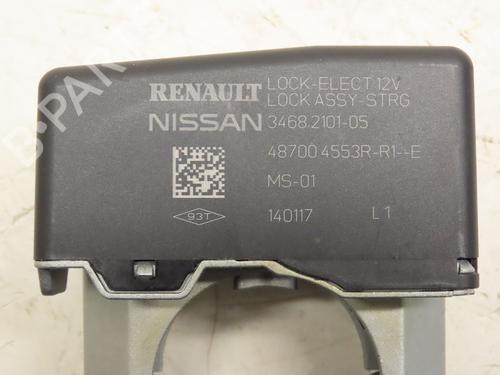 RENAULT LOCK-ELECT 12V
LOCK ASSY-STRG
NISSAN 3468.2101-05
48700 4553R-R1--E
MS-01
93T 140117 L1